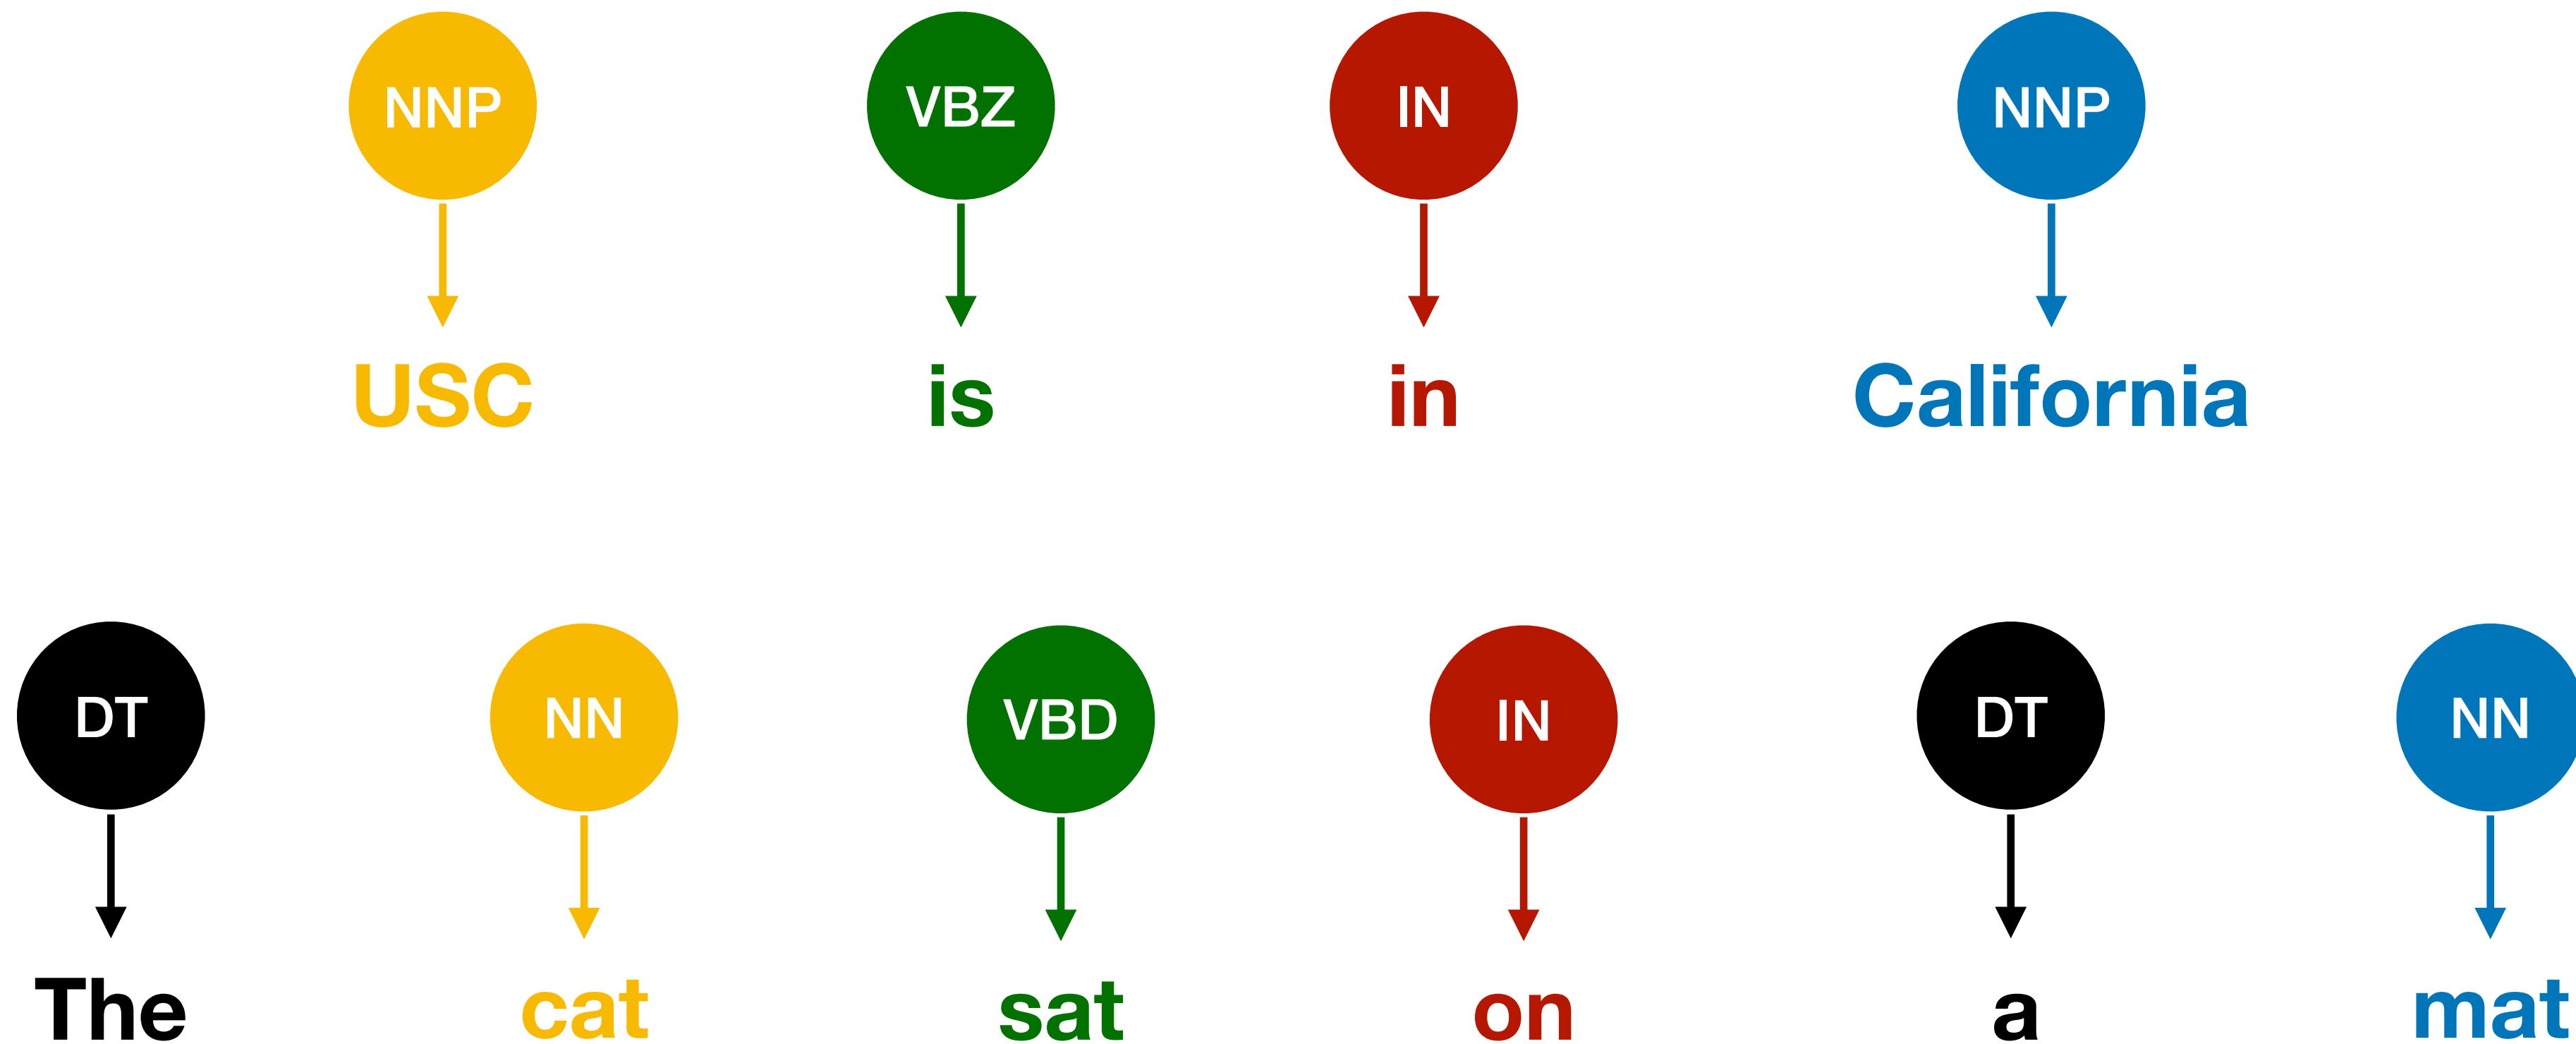 NNP VBZ IN NNP
USC is in California
DT NN VBD IN DT NN
The cat sat on a mat